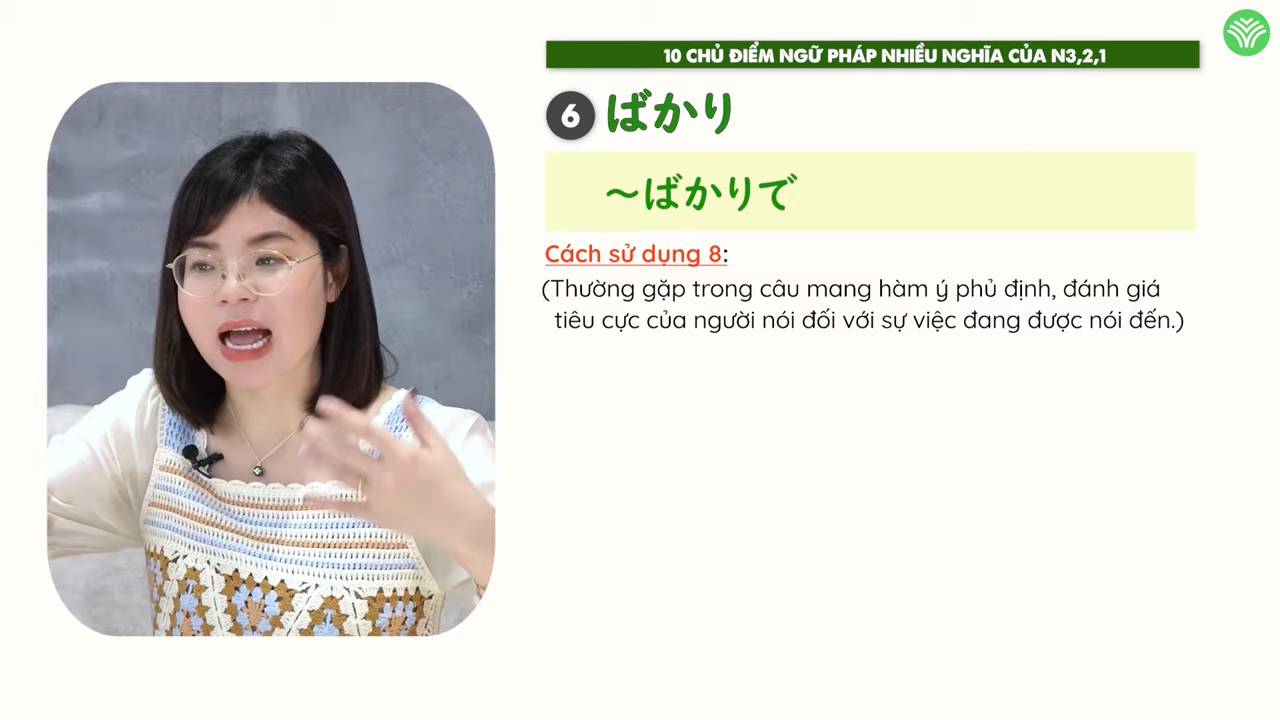 10 CHỦ ĐIỂM NGỮ PHÁP NHIỀU NGHĨA CỦA N3,2,1
6 ばかり
～ばかりで
Cách sử dụng 8:
(Thường gặp trong câu mang hàm ý phủ định, đánh giá
tiêu cực của người nói đối với sự việc đang được nói đến.)